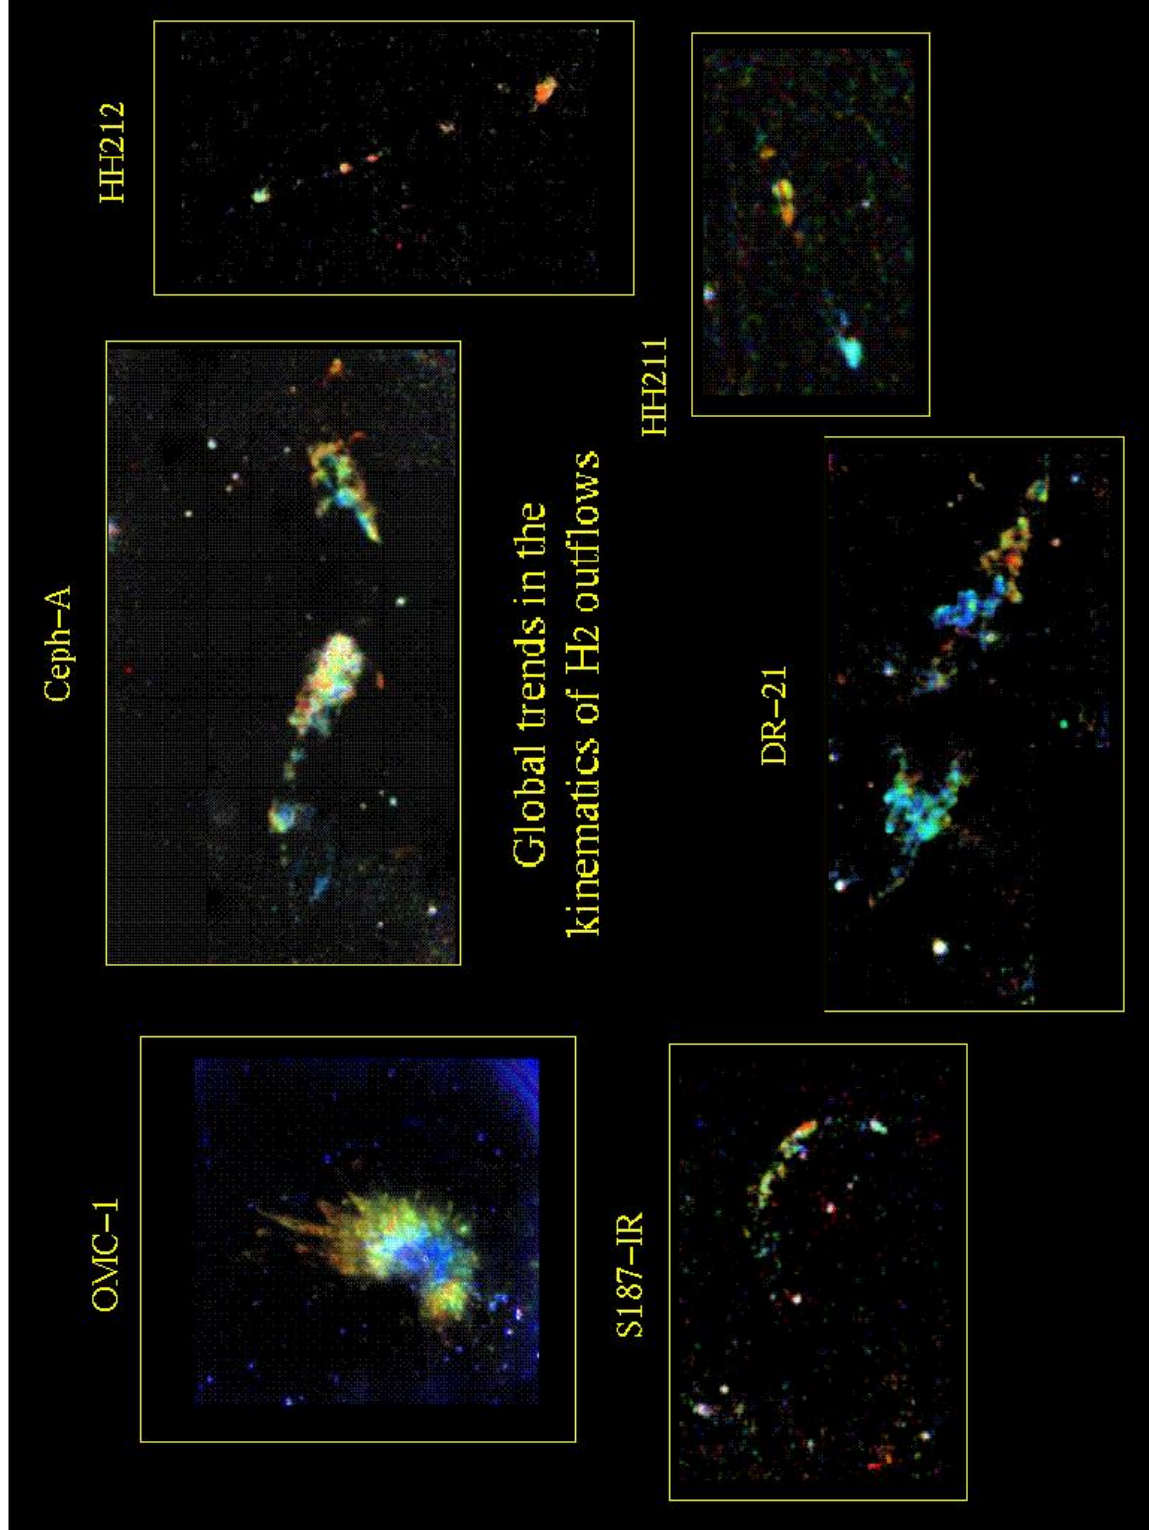 OMC−1
Ceph−A
HH212
Global trends in the
kinematics of H2 outflows
S187−IR
DR−21
HH211